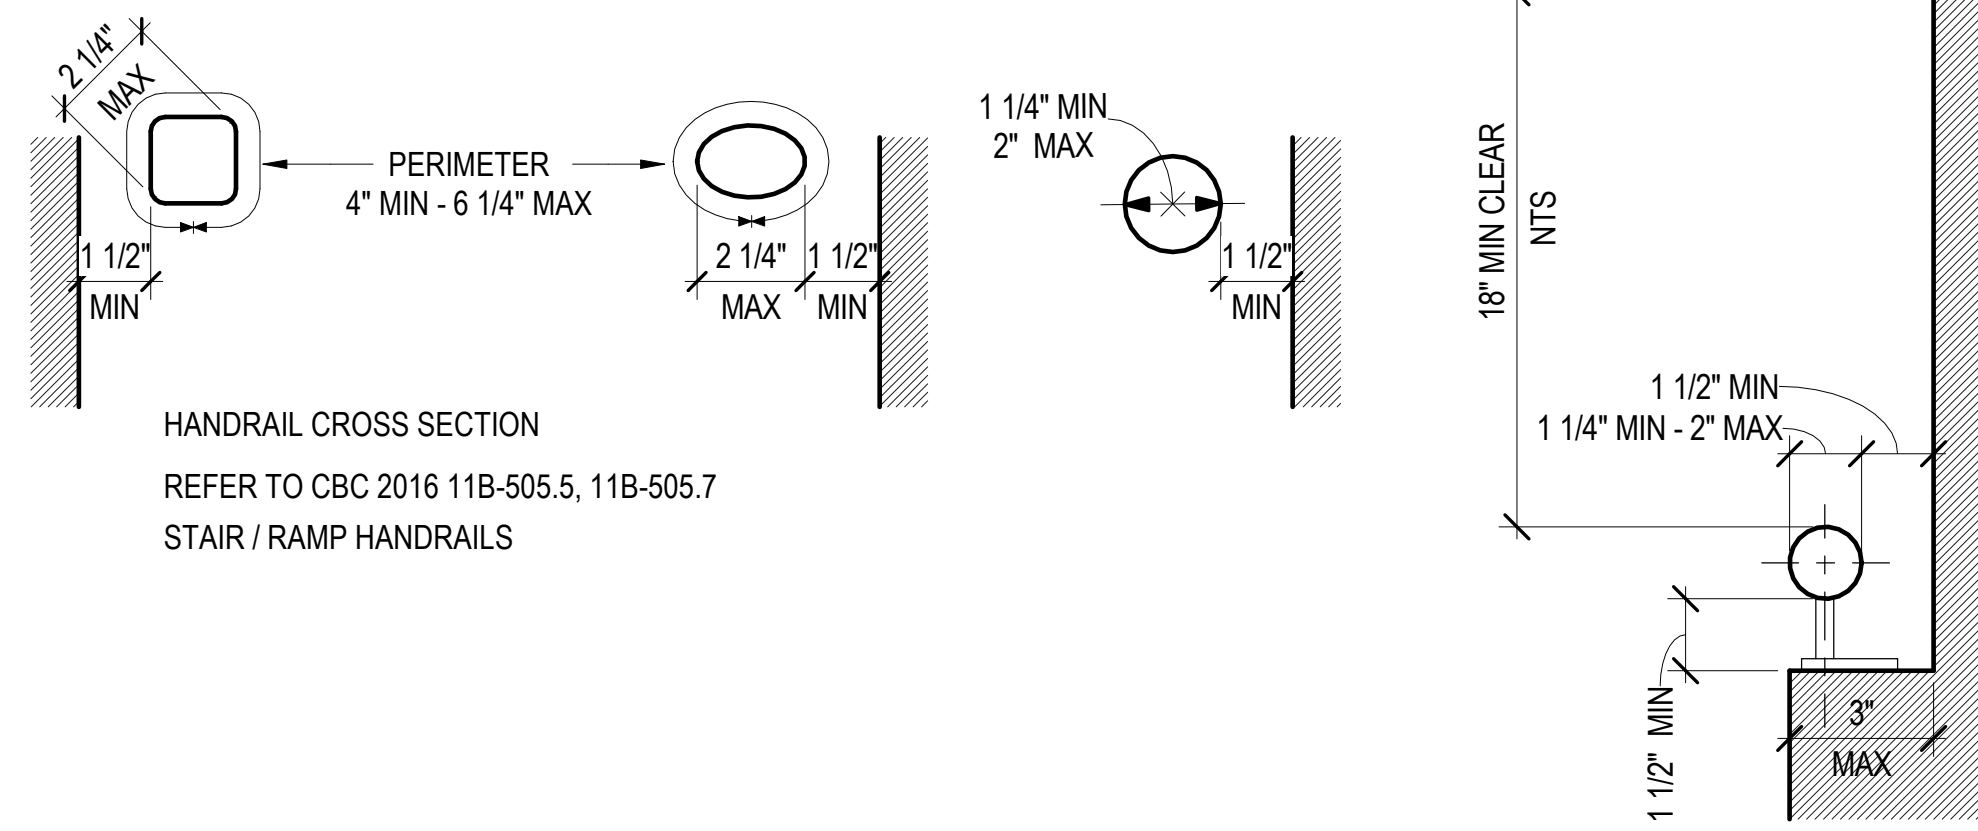 2 1/4"
MAX
PERIMETER
4" MIN - 6 1/4" MAX
1 1/2"
MIN
2 1/4"
MAX
1 1/2"
MIN
1 1/4" MIN
2" MAX
1 1/2"
MIN
HANDRAIL CROSS SECTION
REFER TO CBC 2016 11B-505.5, 11B-505.7
STAIR / RAMP HANDRAILS
18" MIN CLEAR
NTS
1 1/2" MIN
1 1/4" MIN - 2" MAX
1 1/2" MIN
3"
MAX